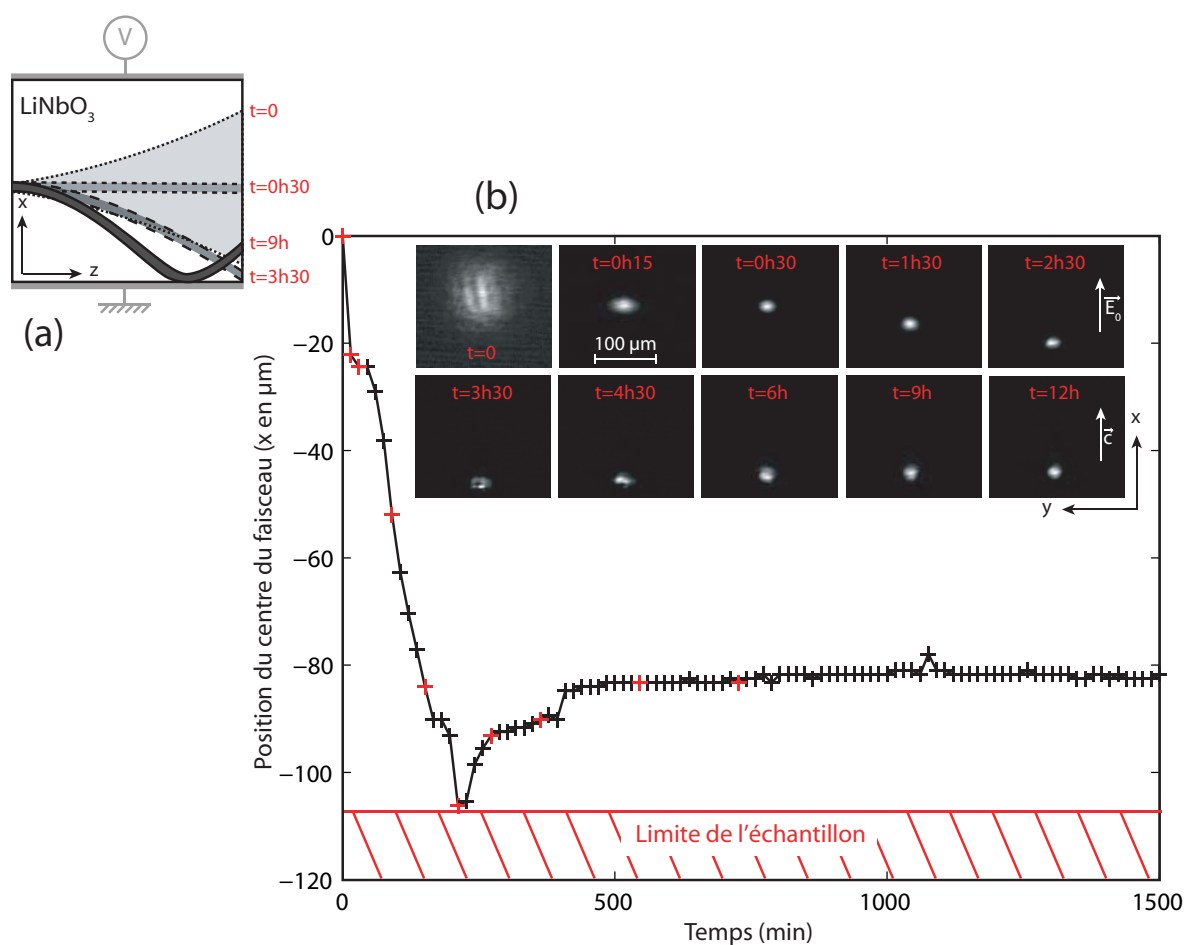 V
LiNbO₃
t=0
t=0h30
t=9h
t=3h30
x
z
(a)
(b)
t=0
t=0h15
100 µm
t=0h30
t=1h30
t=2h30
E₀
t=3h30
t=4h30
t=6h
t=9h
t=12h
c
x
y
Position du centre du faisceau (x en µm)
0
−20
−40
−60
−80
−100
−120
Limite de l'échantillon
0
500
1000
1500
Temps (min)